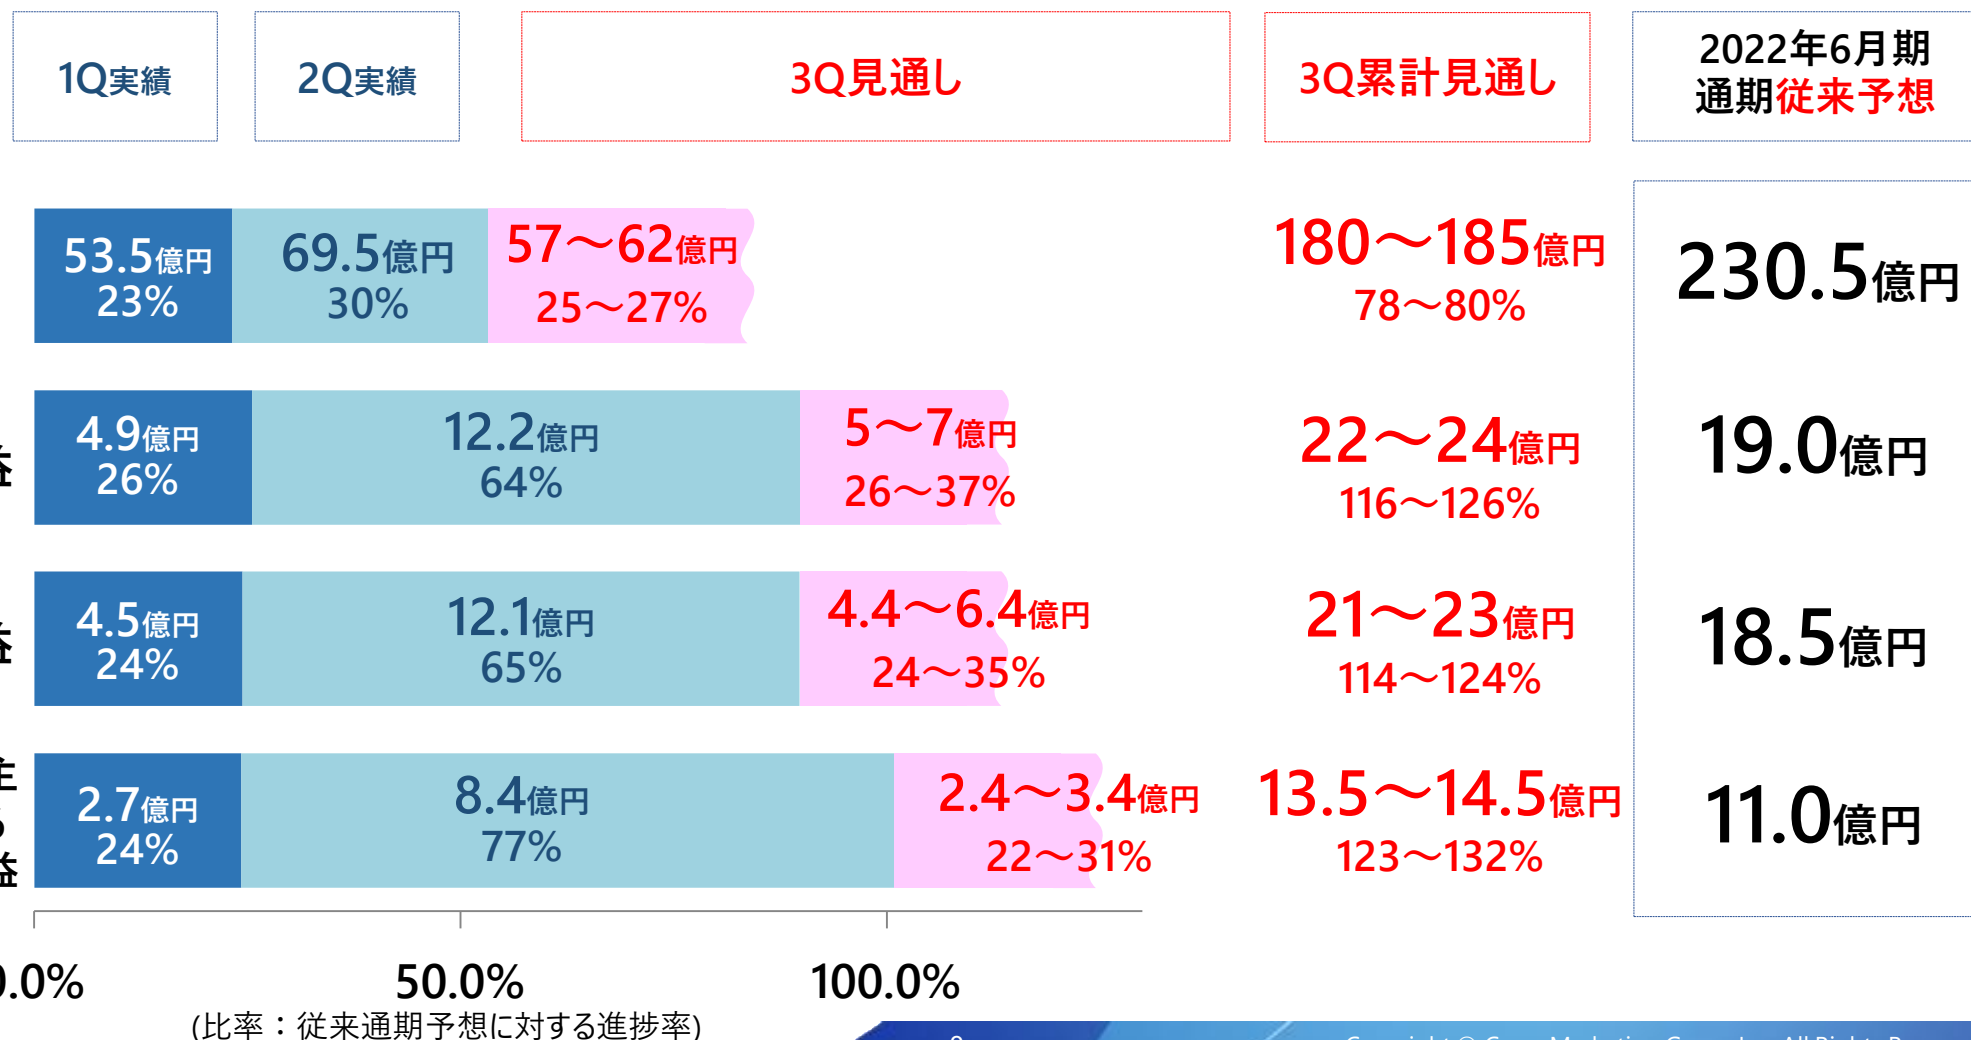 1Q実績
2Q実績
3Q見通し
3Q累計見通し
2022年6月期
通期従来予想
53.5億円
23%
69.5億円
30%
57～62億円
25～27%
180～185億円
78～80%
230.5億円
益
4.9億円
26%
12.2億円
64%
5～7億円
26～37%
22～24億円
116～126%
19.0億円
益
4.5億円
24%
12.1億円
65%
4.4～6.4億円
24～35%
21～23億円
114～124%
18.5億円
主
る
益
2.7億円
24%
8.4億円
77%
2.4～3.4億円
22～31%
13.5～14.5億円
123～132%
11.0億円
0.0%
50.0%
100.0%
(比率：従来通期予想に対する進捗率)